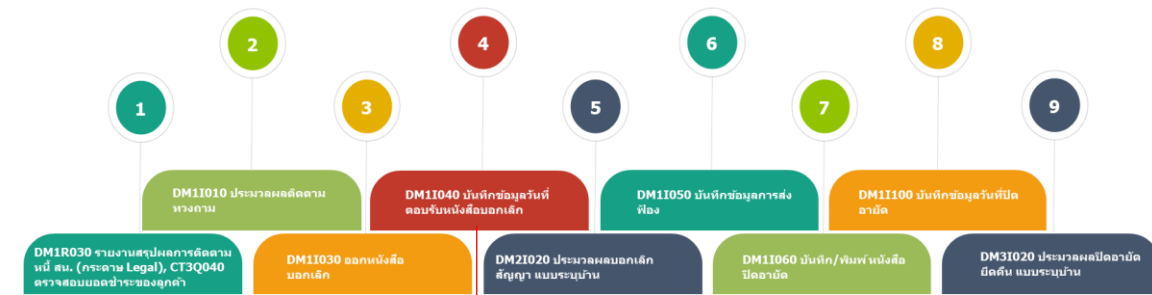 1
DM1R030 รายงานสรุปผลการติดตาม
หนี้ สน. (กระดาษ Legal), CT3Q040
ตรวจสอบยอดชำระของลูกค้า
2
DM1I010 ประมวลผลติดตาม
ทวงถาม
3
DM1I030 ออกหนังสือ
บอกเลิก
4
DM1I040 บันทึกข้อมูลวันที่
ตอบรับหนังสือบอกเลิก
5
DM2I020 ประมวลผลบอกเลิก
สัญญา แบบระบุบ้าน
6
DM1I050 บันทึกข้อมูลการส่ง
ฟ้อง
7
DM1I060 บันทึก/พิมพ์หนังสือ
ปิดอายัด
8
DM1I100 บันทึกข้อมูลวันที่ปิด
อายัด
9
DM3I020 ประมวลผลปิดอายัด
ยึดคืน แบบระบุบ้าน